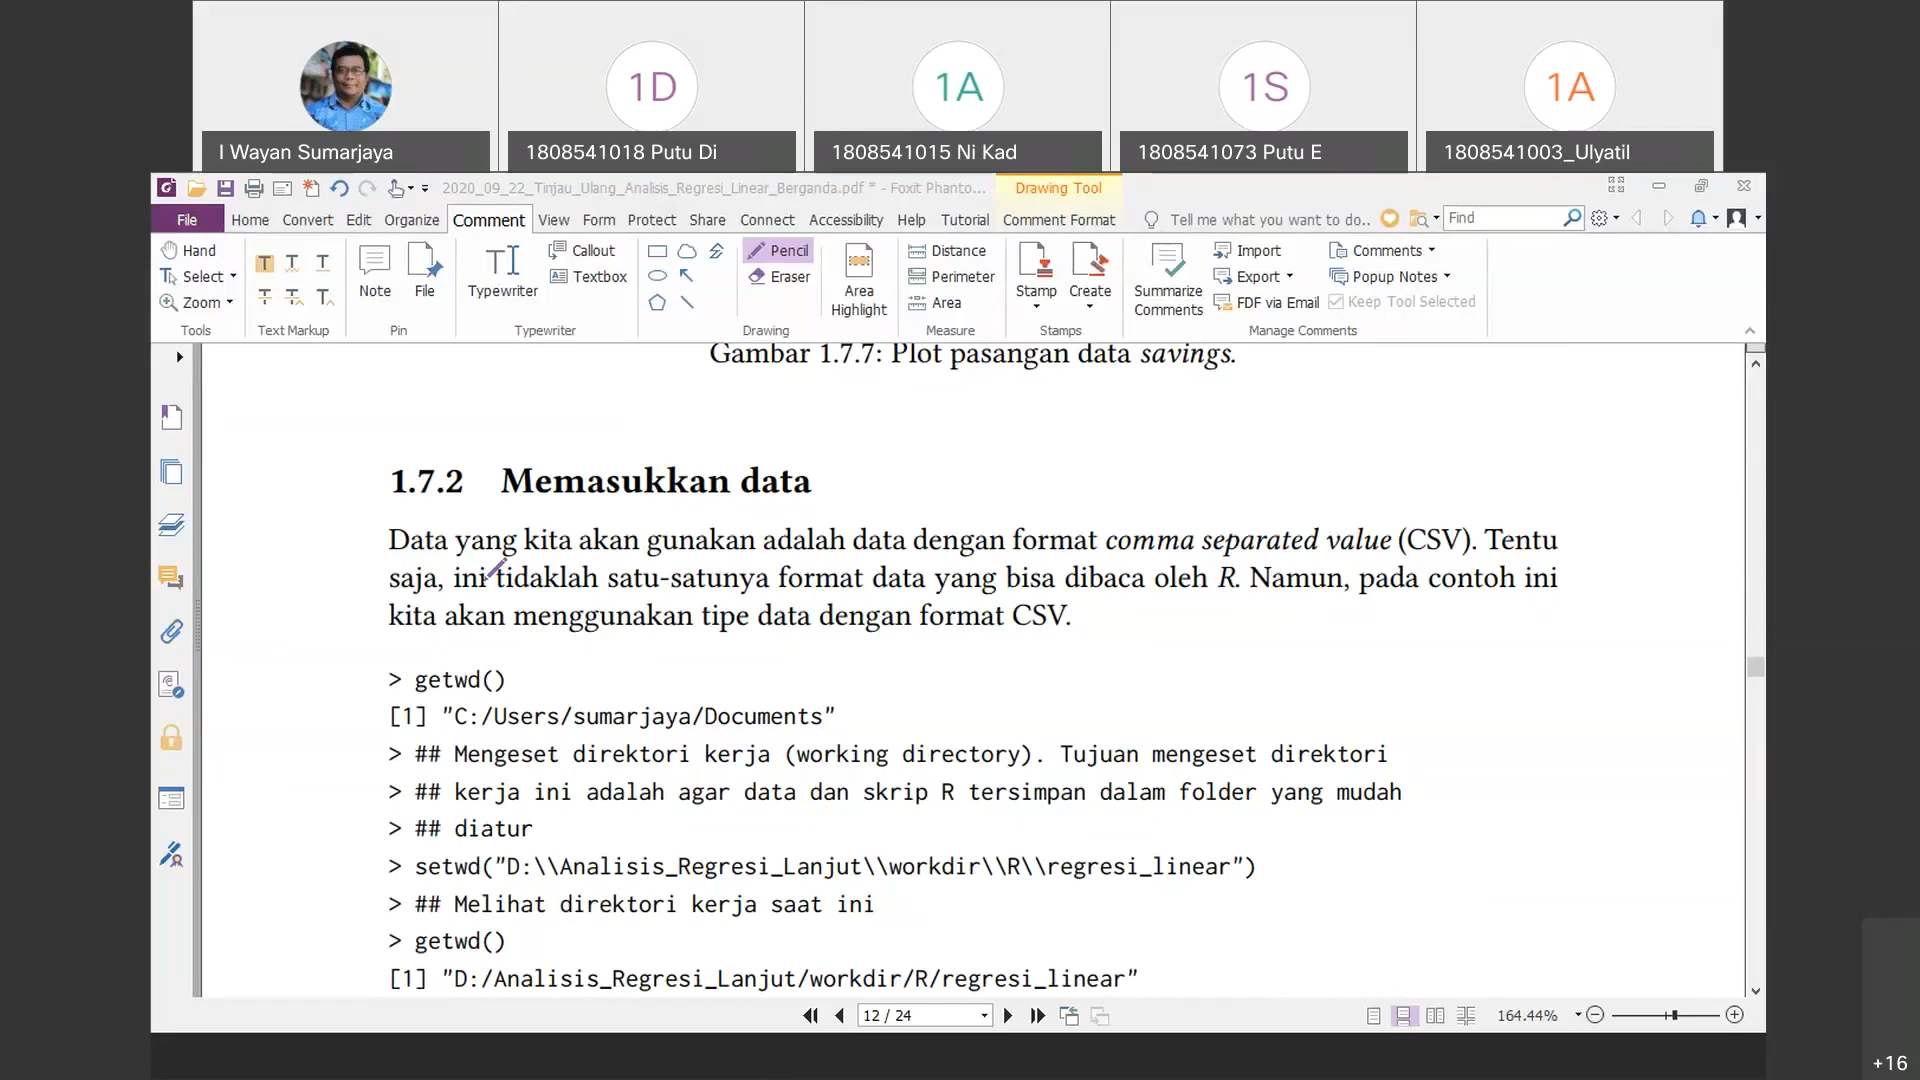 1D
1A
1S
1A
I Wayan Sumarjaya
1808541018 Putu Di
1808541015 Ni Kad
1808541073 Putu E
1808541003_Ulyatil
2020_09_22_Tinjau_Ulang_Analisis_Regresi_Linear_Berganda.pdf * - Foxit Phanto...
Drawing Tool
File Home Convert Edit Organize Comment View Form Protect Share Connect Accessibility Help Tutorial Comment Format Tell me what you want to do.. Find
Hand
Select
Zoom
Tools
Text Markup
Note
File
Pin
Typewriter
Callout
Textbox
Typewriter
Pencil
Eraser
Area
Highlight
Drawing
Distance
Perimeter
Area
Measure
Stamp
Create
Stamps
Summarize
Comments
Import
Export
FDF via Email
Comments
Popup Notes
Keep Tool Selected
Manage Comments
Gambar 1.7.7: Plot pasangan data savings.
1.7.2 Memasukkan data
Data yang kita akan gunakan adalah data dengan format comma separated value (CSV). Tentu
saja, ini tidaklah satu-satunya format data yang bisa dibaca oleh R. Namun, pada contoh ini
kita akan menggunakan tipe data dengan format CSV.
> getwd()
[1] "C:/Users/sumarjaya/Documents"
> ## Mengeset direktori kerja (working directory). Tujuan mengeset direktori
> ## kerja ini adalah agar data dan skrip R tersimpan dalam folder yang mudah
> ## diatur
> setwd("D:\\Analisis_Regresi_Lanjut\\workdir\\R\\regresi_linear")
> ## Melihat direktori kerja saat ini
> getwd()
[1] "D:/Analisis_Regresi_Lanjut/workdir/R/regresi_linear"
12 / 24
164.44%
+16